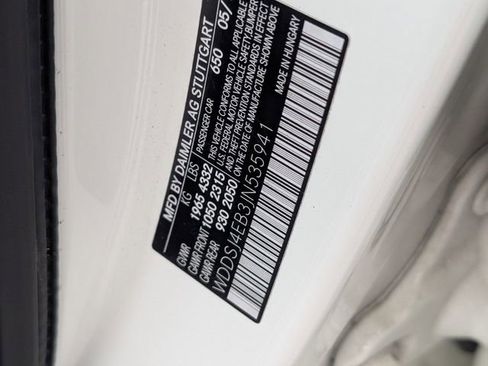 MFD BY DAIMLER AG STUTTGART
PASSENGER CAR 650 05/
KG LBS
GVWR 1965 4332
GAWR FRONT 1050 2315
GAWR REAR 930 2050
THIS VEHICLE CONFORMS TO ALL APPLICABLE
U.S. FEDERAL MOTOR VEHICLE SAFETY, BUMPER,
AND THEFT PREVENTION STANDARDS IN EFFECT
ON THE DATE OF MANUFACTURE
MADE IN HUNGARY
WDDSJ4EB3JN535941